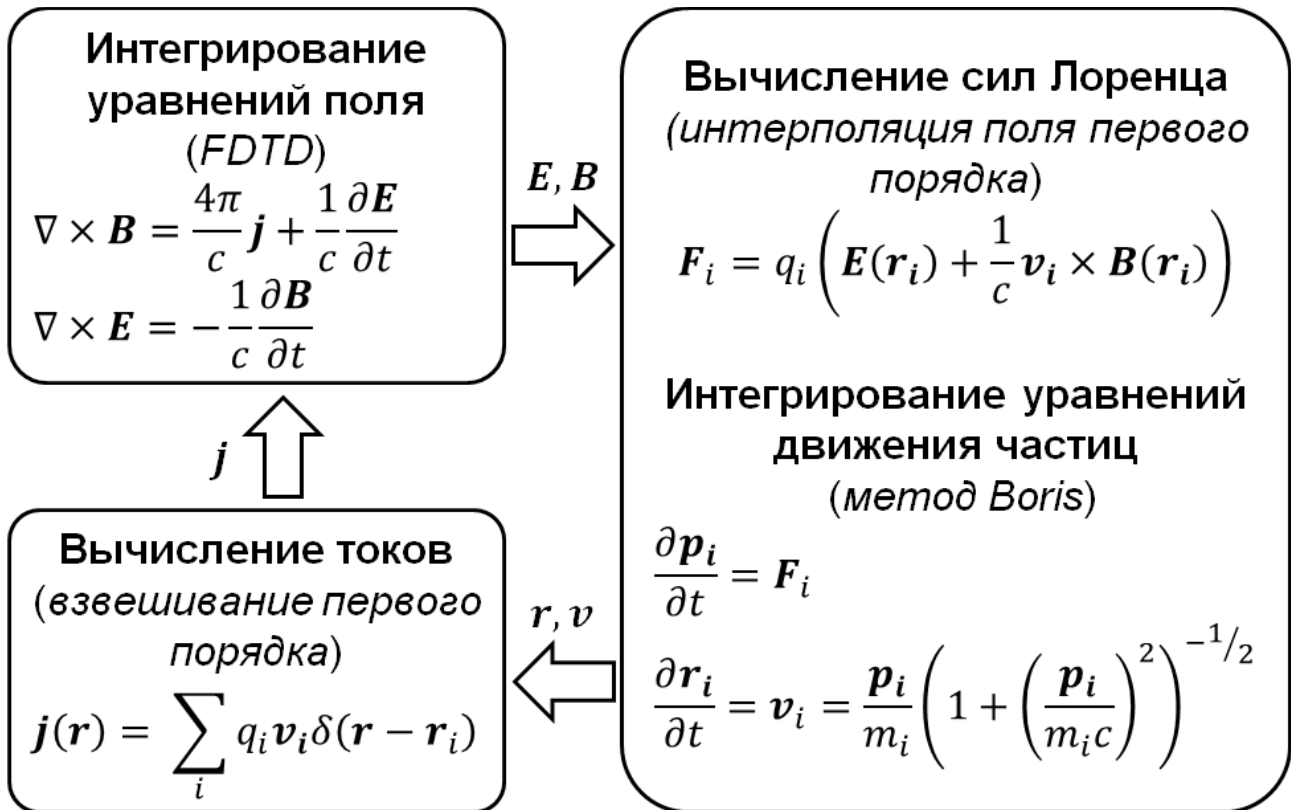 Интегрирование
уравнений поля
(FDTD)
∇ × B = 4π/c j + 1/c ∂E/∂t
∇ × E = − 1/c ∂B/∂t
E, B
Вычисление сил Лоренца
(интерполяция поля первого
порядка)
F_i = q_i (E(r_i) + 1/c v_i × B(r_i))
Интегрирование уравнений
движения частиц
(метод Boris)
∂p_i/∂t = F_i
∂r_i/∂t = v_i = p_i/m_i (1 + (p_i/(m_i c))^2)^(−1/2)
r, v
Вычисление токов
(взвешивание первого
порядка)
j(r) = ∑_i q_i v_i δ(r − r_i)
j